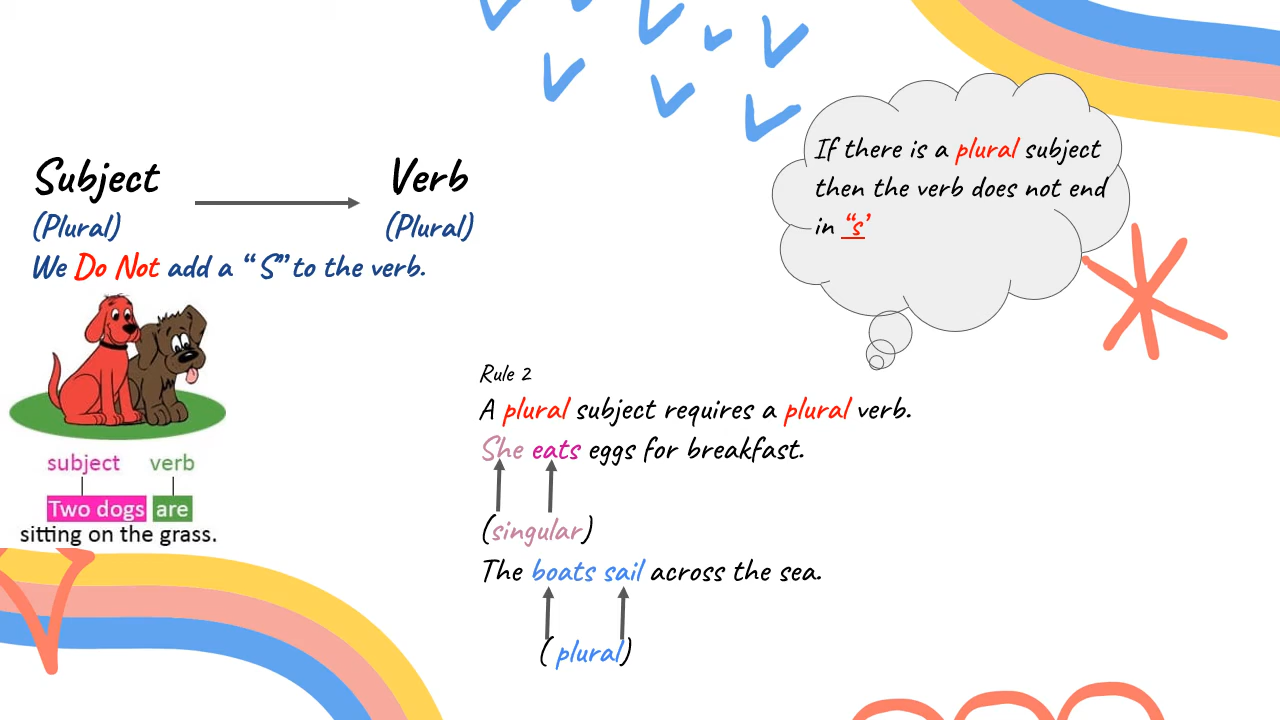 Subject Verb
(Plural) (Plural)
We Do Not add a “S” to the verb.
subject verb
Two dogs are
sitting on the grass.
If there is a plural subject
then the verb does not end
in “s’
Rule 2
A plural subject requires a plural verb.
She eats eggs for breakfast.
(singular)
The boats sail across the sea.
( plural)